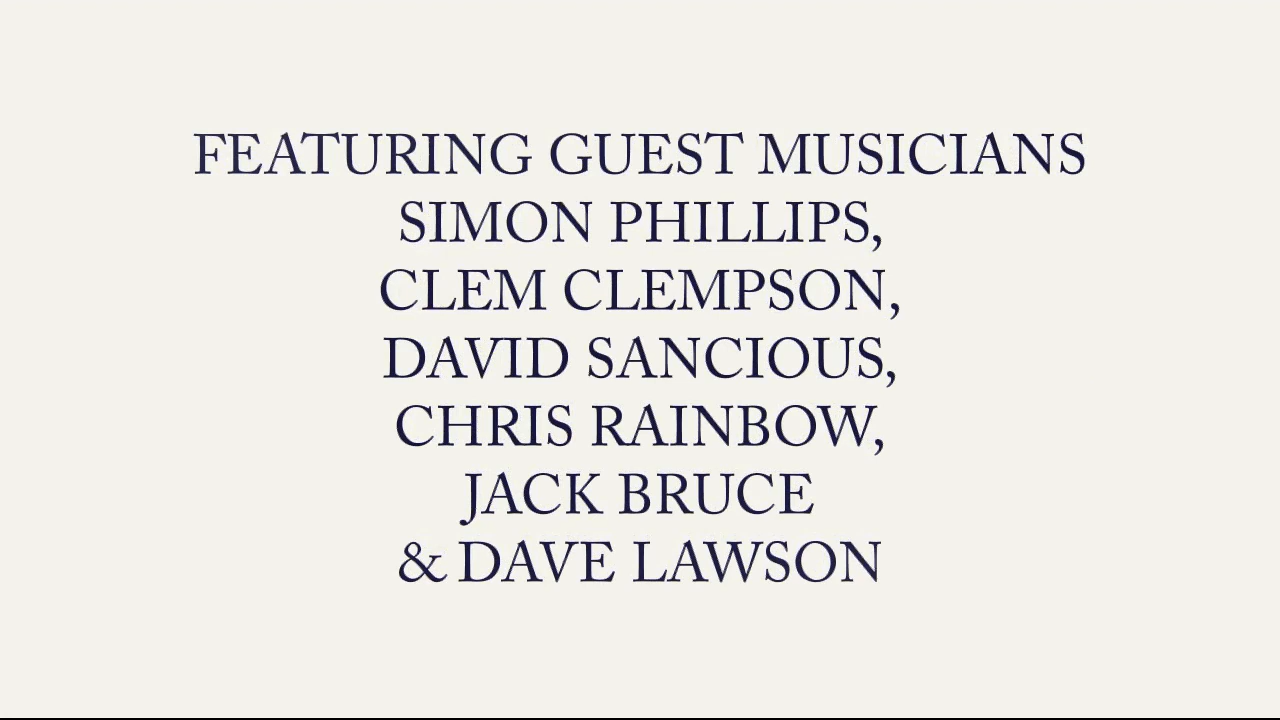 FEATURING GUEST MUSICIANS
SIMON PHILLIPS,
CLEM CLEMPSON,
DAVID SANCIOUS,
CHRIS RAINBOW,
JACK BRUCE
& DAVE LAWSON